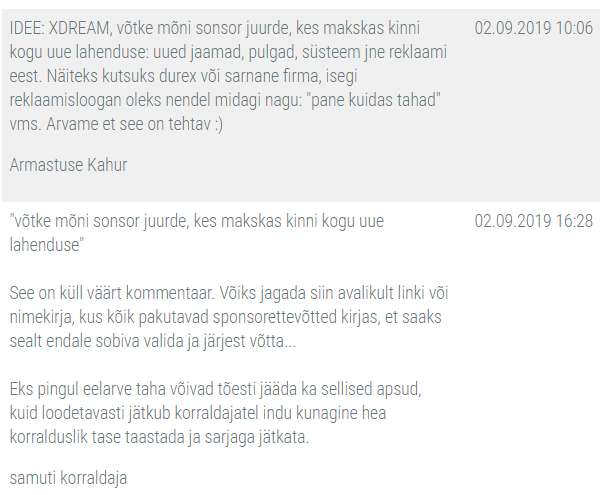 IDEE: XDREAM, võtke mõni sonsor juurde, kes makskas kinni
02.09.2019 10:06
kogu uue lahenduse: uued jaamad, pulgad, süsteem jne reklaami
eest. Näiteks kutsuks durex või sarnane firma, isegi
reklaamisloogan oleks nendel midagi nagu: "pane kuidas tahad"
vms. Arvame et see on tehtav :)
Armastuse Kahur
"võtke mõni sonsor juurde, kes makskas kinni kogu uue
02.09.2019 16:28
lahenduse"
See on küll väärt kommentaar. Võiks jagada siin avalikult linki või
nimekirja, kus kõik pakutavad sponsorettevõtted kirjas, et saaks
sealt endale sobiva valida ja järjest võtta...
Eks pingul eelarve taha võivad tõesti jääda ka sellised apsud,
kuid loodetavasti jätkub korraldajatel indu kunagine hea
korralduslik tase taastada ja sarjaga jätkata.
samuti korraldaja